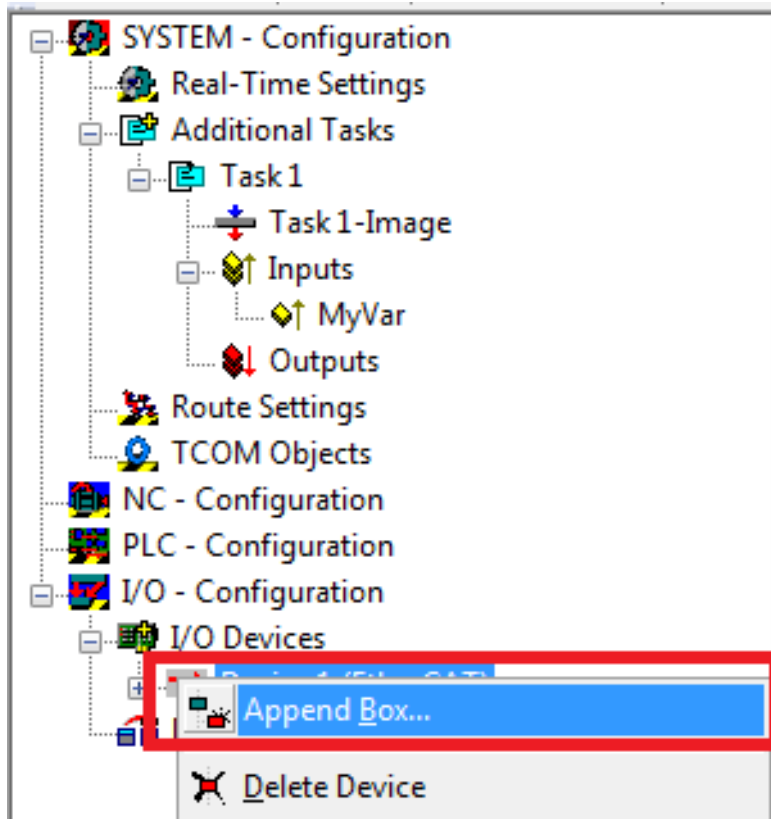 SYSTEM - Configuration
Real-Time Settings
Additional Tasks
Task 1
Task 1-Image
Inputs
MyVar
Outputs
Route Settings
TCOM Objects
NC - Configuration
PLC - Configuration
I/O - Configuration
I/O Devices
Append Box...
Delete Device